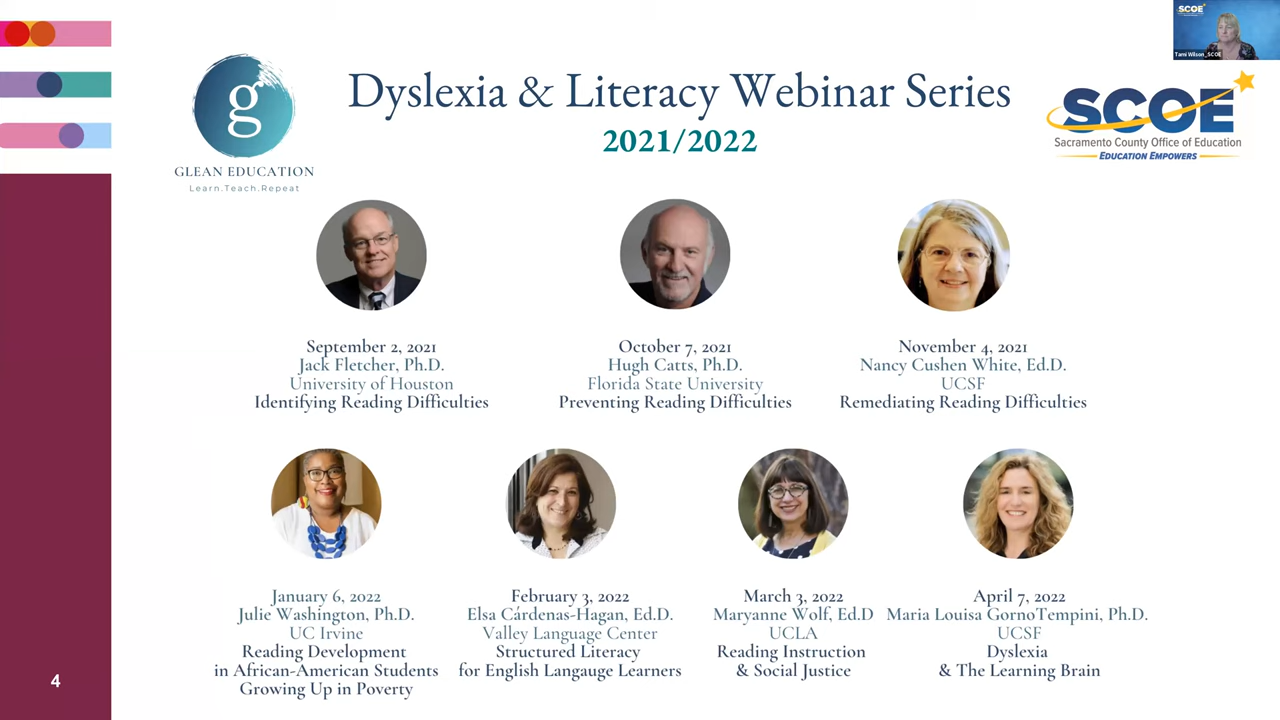 SCOE
Tami Wilson_SCOE
g
GLEAN EDUCATION
Learn.Teach.Repeat
Dyslexia & Literacy Webinar Series
2021/2022
SCOE
Sacramento County Office of Education
EDUCATION EMPOWERS
September 2, 2021
Jack Fletcher, Ph.D.
University of Houston
Identifying Reading Difficulties
October 7, 2021
Hugh Catts, Ph.D.
Florida State University
Preventing Reading Difficulties
November 4, 2021
Nancy Cushen White, Ed.D.
UCSF
Remediating Reading Difficulties
January 6, 2022
Julie Washington, Ph.D.
UC Irvine
Reading Development
in African-American Students
Growing Up in Poverty
February 3, 2022
Elsa Cárdenas-Hagan, Ed.D.
Valley Language Center
Structured Literacy
for English Langauge Learners
March 3, 2022
Maryanne Wolf, Ed.D
UCLA
Reading Instruction
& Social Justice
April 7, 2022
Maria Louisa GornoTempini, Ph.D.
UCSF
Dyslexia
& The Learning Brain
4